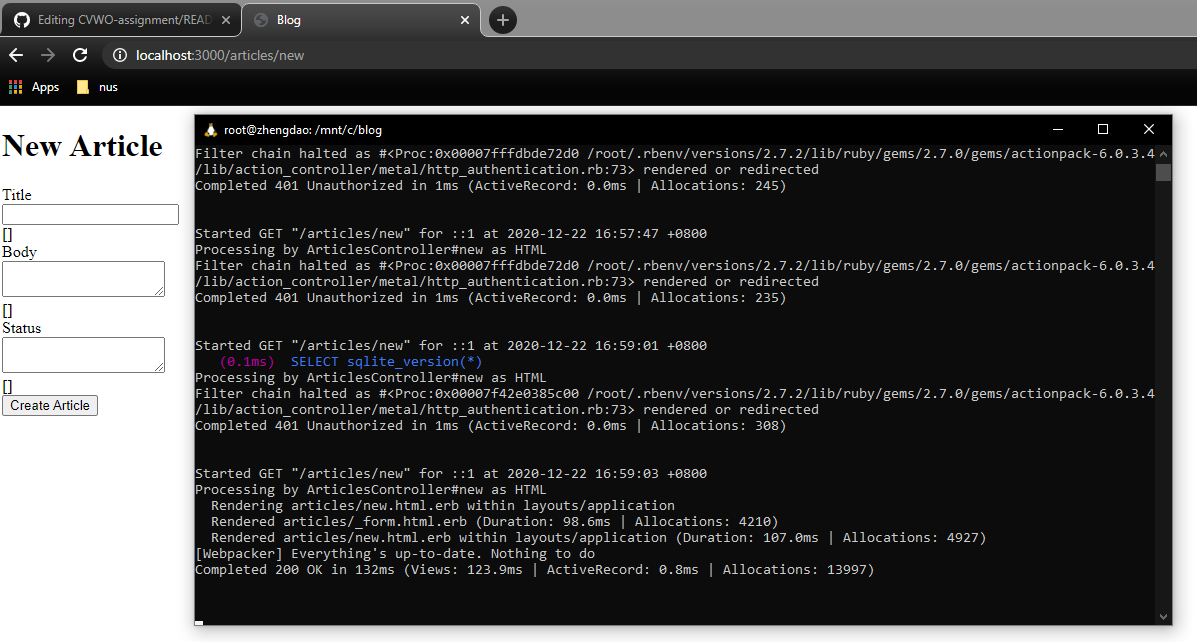 Editing CVWO-assignment/READ
Blog
localhost:3000/articles/new
Apps
nus
New Article
Title
[]
Body
[]
Status
[]
Create Article
root@zhengdao: /mnt/c/blog
Filter chain halted as #<Proc:0x00007fffdbde72d0 /root/.rbenv/versions/2.7.2/lib/ruby/gems/2.7.0/gems/actionpack-6.0.3.4
/lib/action_controller/metal/http_authentication.rb:73> rendered or redirected
Completed 401 Unauthorized in 1ms (ActiveRecord: 0.0ms | Allocations: 245)
Started GET "/articles/new" for ::1 at 2020-12-22 16:57:47 +0800
Processing by ArticlesController#new as HTML
Filter chain halted as #<Proc:0x00007fffdbde72d0 /root/.rbenv/versions/2.7.2/lib/ruby/gems/2.7.0/gems/actionpack-6.0.3.4
/lib/action_controller/metal/http_authentication.rb:73> rendered or redirected
Completed 401 Unauthorized in 1ms (ActiveRecord: 0.0ms | Allocations: 235)
Started GET "/articles/new" for ::1 at 2020-12-22 16:59:01 +0800
(0.1ms) SELECT sqlite_version(*)
Processing by ArticlesController#new as HTML
Filter chain halted as #<Proc:0x00007f42e0385c00 /root/.rbenv/versions/2.7.2/lib/ruby/gems/2.7.0/gems/actionpack-6.0.3.4
/lib/action_controller/metal/http_authentication.rb:73> rendered or redirected
Completed 401 Unauthorized in 1ms (ActiveRecord: 0.0ms | Allocations: 308)
Started GET "/articles/new" for ::1 at 2020-12-22 16:59:03 +0800
Processing by ArticlesController#new as HTML
Rendering articles/new.html.erb within layouts/application
Rendered articles/_form.html.erb (Duration: 98.6ms | Allocations: 4210)
Rendered articles/new.html.erb within layouts/application (Duration: 107.0ms | Allocations: 4927)
[Webpacker] Everything's up-to-date. Nothing to do
Completed 200 OK in 132ms (Views: 123.9ms | ActiveRecord: 0.8ms | Allocations: 13997)